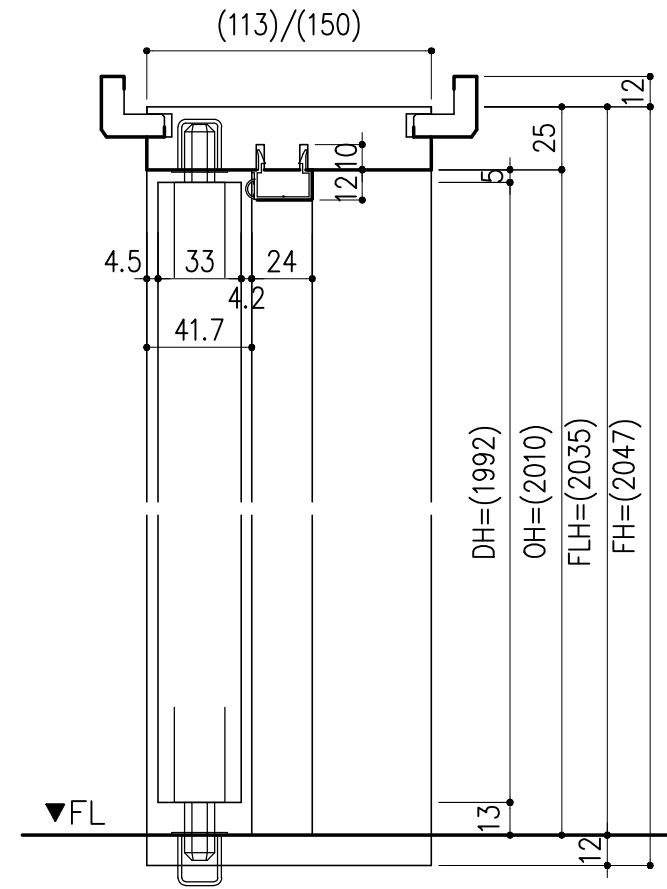 (113)/(150)
12
25
10
5
12
4.5
33
24
4.2
41.7
DH=(1992)
OH=(2010)
FLH=(2035)
FH=(2047)
▼FL
13
12